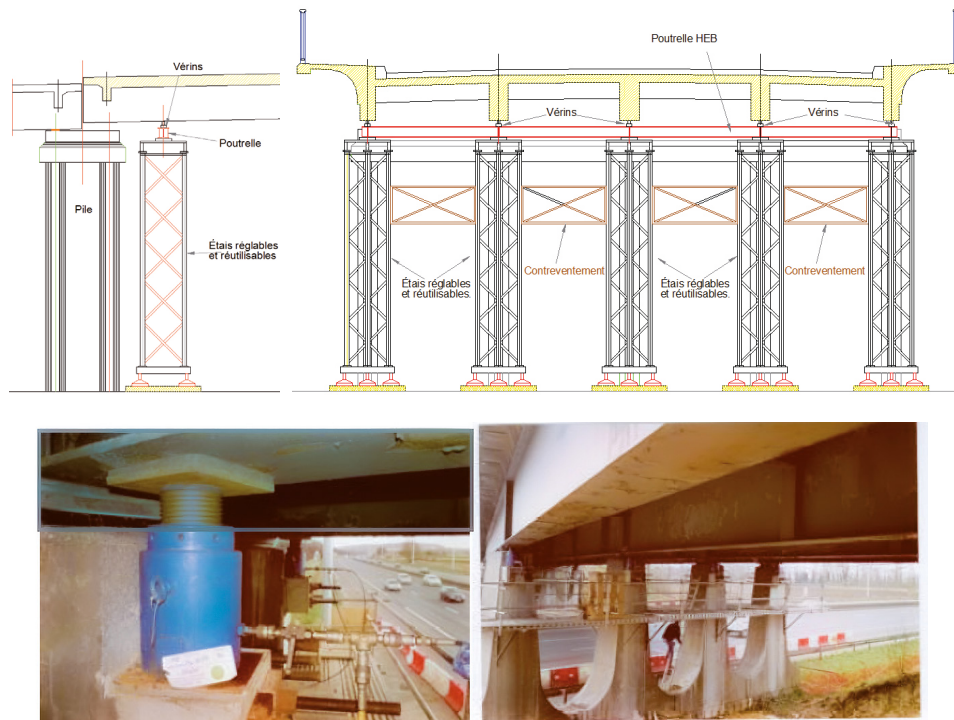 Vérins
Poutrelle
Pile
Étais réglables
et réutilisables
Poutrelle HEB
Vérins
Vérins
Étais réglables
et réutilisables.
Contreventement
Étais réglables
et réutilisables.
Contreventement